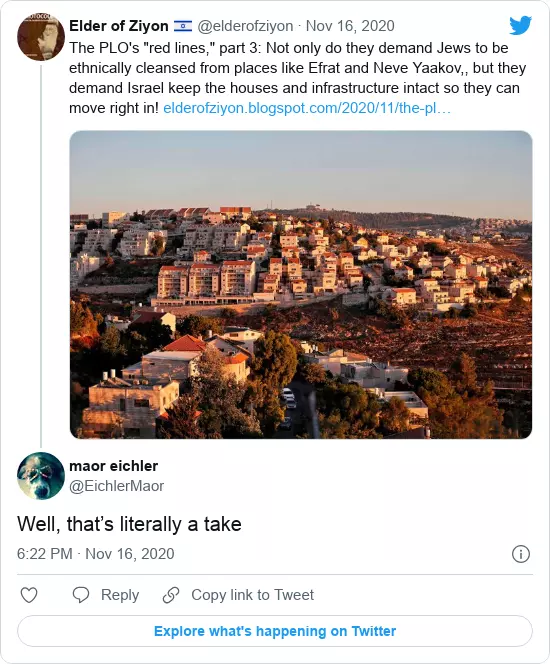 Elder of Ziyon 🇮🇱 @elderofziyon · Nov 16, 2020
The PLO's "red lines," part 3: Not only do they demand Jews to be
ethnically cleansed from places like Efrat and Neve Yaakov,, but they
demand Israel keep the houses and infrastructure intact so they can
move right in! elderofziyon.blogspot.com/2020/11/the-pl…
maor eichler
@EichlerMaor
Well, that’s literally a take
6:22 PM · Nov 16, 2020
Reply
Copy link to Tweet
Explore what's happening on Twitter